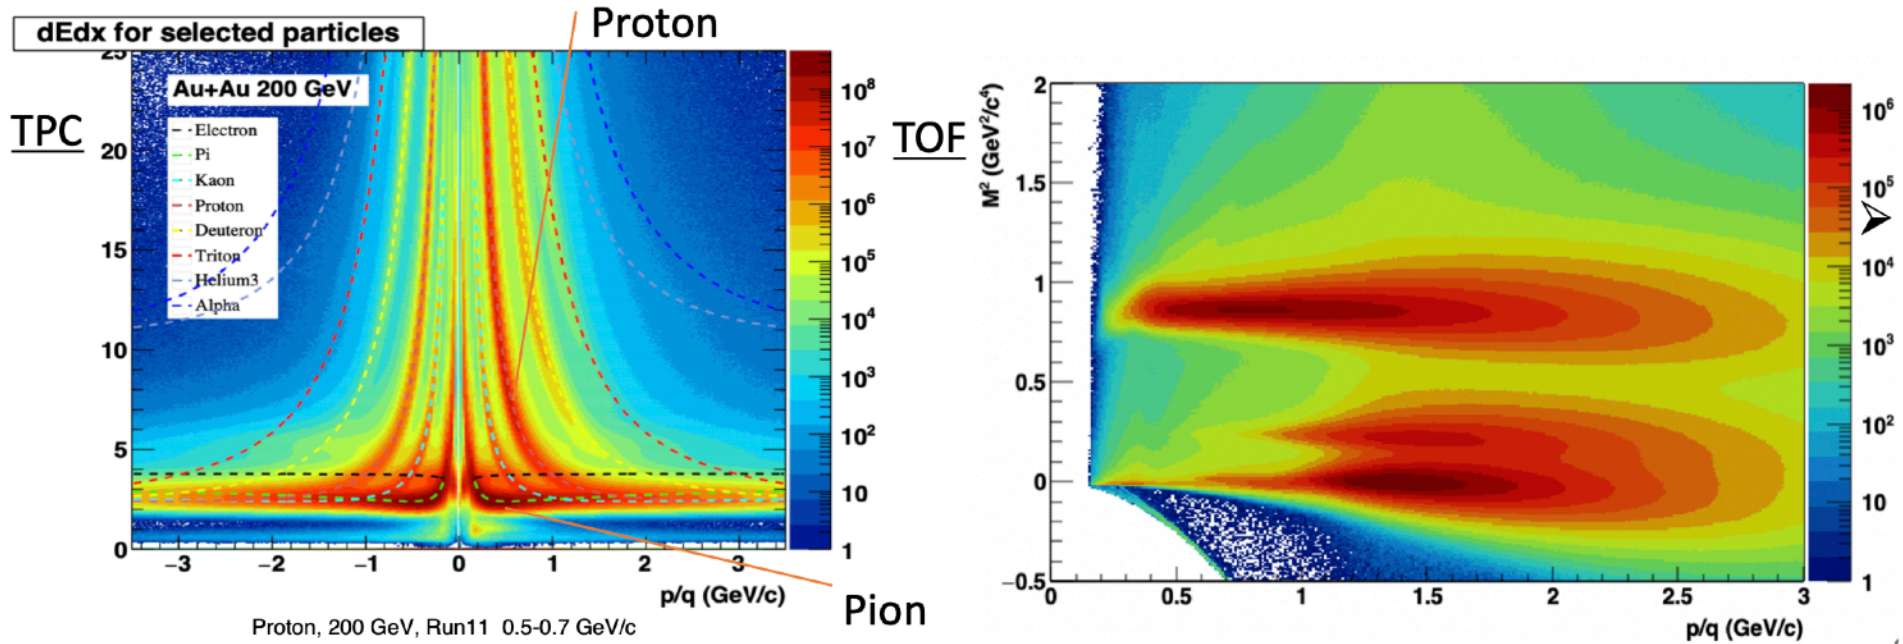 dEdx for selected particles
Proton
TPC
Au+Au 200 GeV
Electron
Pi
Kaon
Proton
Deuteron
Triton
Helium3
Alpha
25
20
15
10
5
0
−3
−2
−1
0
1
2
3
p/q (GeV/c)
10⁸
10⁷
10⁶
10⁵
10⁴
10³
10²
10
1
Pion
Proton, 200 GeV, Run11 0.5-0.7 GeV/c
TOF
M² (GeV²/c⁴)
2
1.5
1
0.5
0
−0.5
0
0.5
1
1.5
2
2.5
3
p/q (GeV/c)
10⁶
10⁵
10⁴
10³
10²
10
1